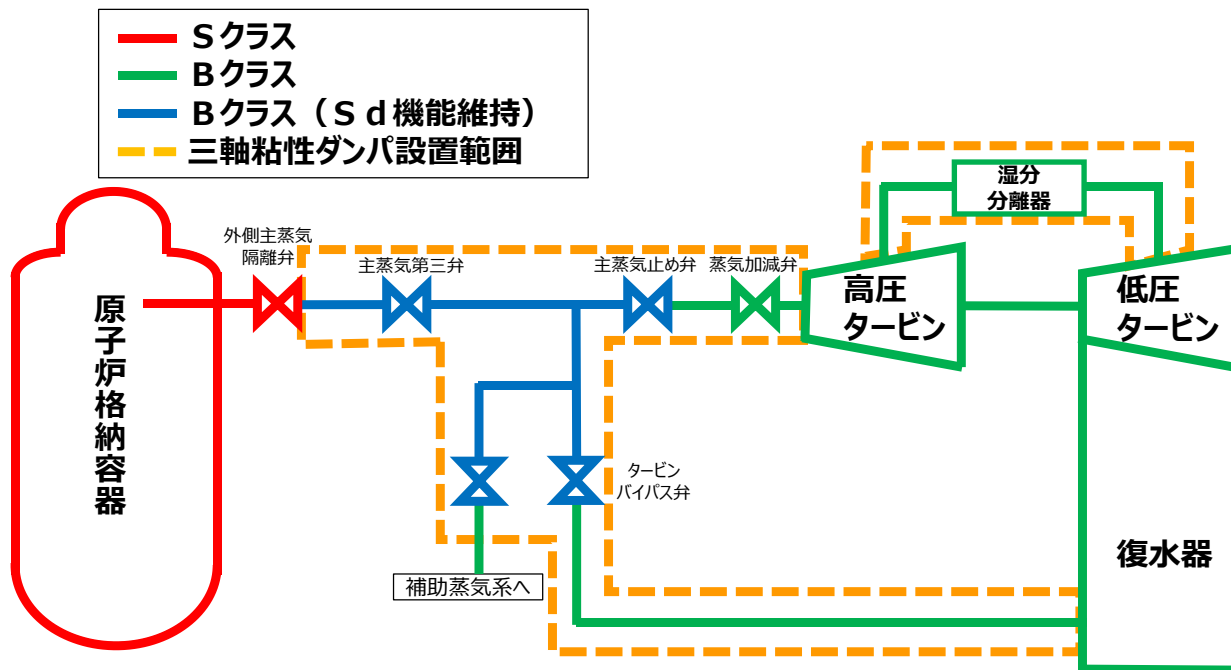 Ｓクラス
Ｂクラス
Ｂクラス（Ｓｄ機能維持）
三軸粘性ダンパ設置範囲
湿分
分離器
外側主蒸気
隔離弁
主蒸気第三弁
主蒸気止め弁
蒸気加減弁
高圧
タービン
低圧
タービン
原子炉格納容器
タービン
バイパス弁
復水器
補助蒸気系へ